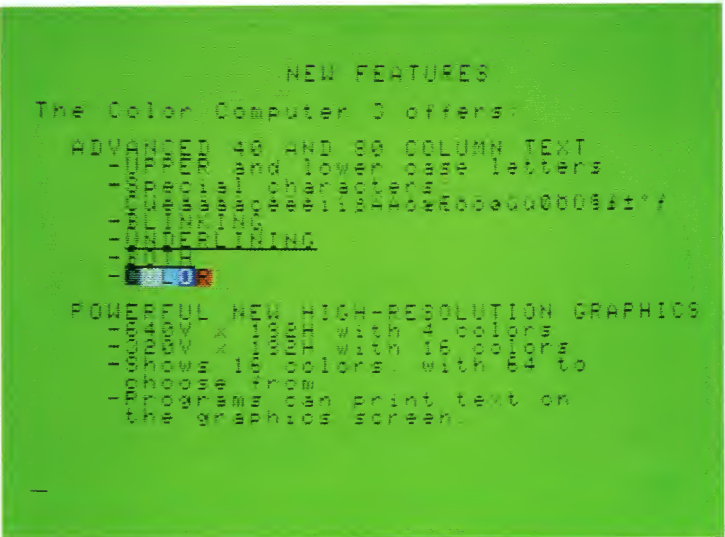 NEW FEATURES
The Color Computer 3 offers:
ADVANCED 40 AND 80 COLUMN TEXT
-UPPER and lower case letters
-Special characters
-BLINKING
-UNDERLINING
-BOTH
-COLOR
POWERFUL NEW HIGH-RESOLUTION GRAPHICS
-640V x 192H with 4 colors
-320V x 192H with 16 colors
-Shows 16 colors, with 64 to
choose from
-Programs can print text on
the graphics screen.